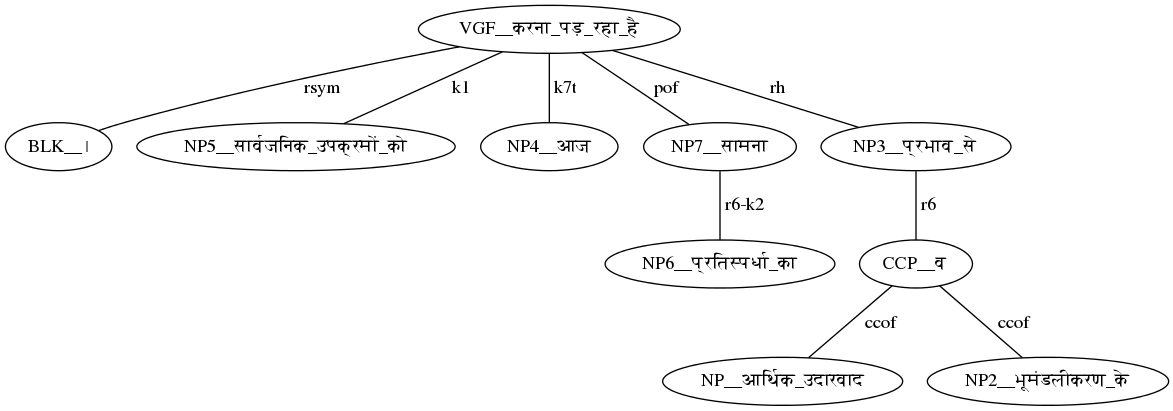 VGF__करना_पड़_रहा_है
rsym k1 k7t pof rh
BLK__। NP5__सार्वजनिक_उपक्रमों_को NP4__आज NP7__सामना NP3__प्रभाव_से
r6-k2 r6
NP6__प्रतिस्पर्धा_का CCP__व
ccof ccof
NP__आर्थिक_उदारवाद NP2__भूमंडलीकरण_के